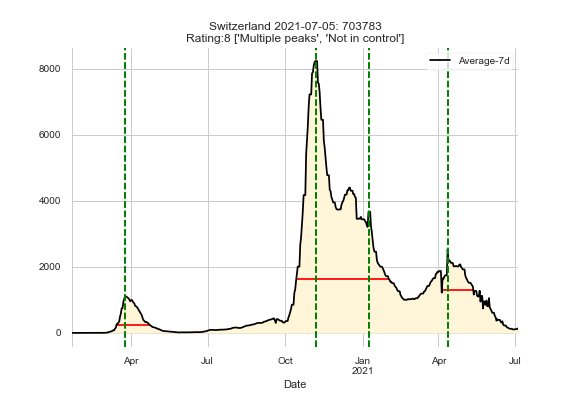 Switzerland 2021-07-05: 703783
Rating:8 ['Multiple peaks', 'Not in control']
Average-7d
8000
6000
4000
2000
0
Apr Jul Oct Jan Apr Jul
2021
Date